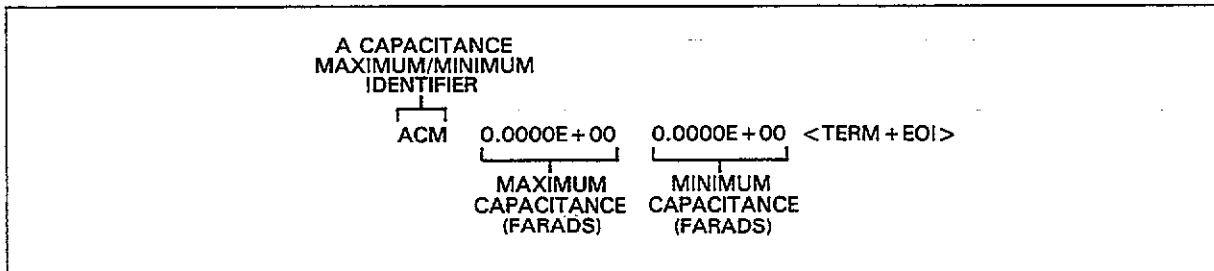 A CAPACITANCE
MAXIMUM/MINIMUM
IDENTIFIER
ACM 0.0000E+00 0.0000E+00 <TERM+EOI>
MAXIMUM MINIMUM
CAPACITANCE CAPACITANCE
(FARADS) (FARADS)